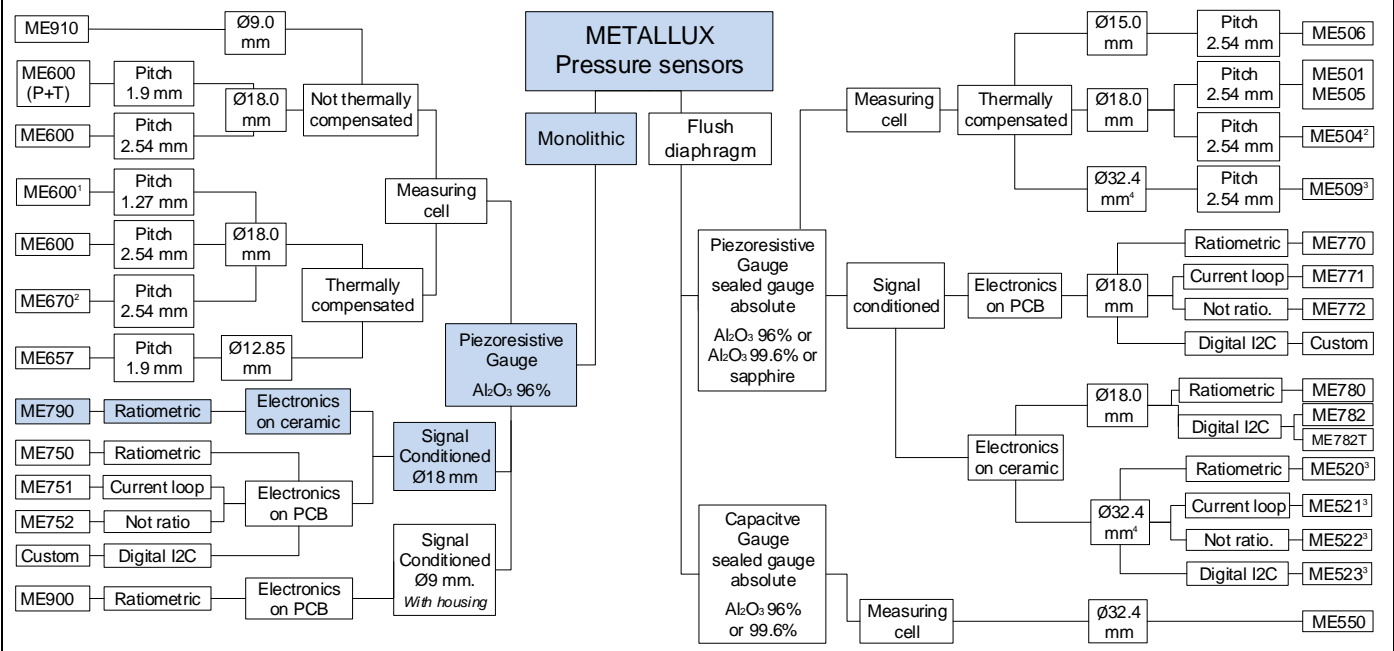 METALLUX
Pressure sensors
Monolithic
Flush
diaphragm
ME910
Ø9.0
mm
ME600
(P+T)
Pitch
1.9 mm
Ø18.0
mm
Not thermally
compensated
ME600
Pitch
2.54 mm
Measuring
cell
ME600¹
Pitch
1.27 mm
ME600
Pitch
2.54 mm
Ø18.0
mm
Thermally
compensated
ME670²
Pitch
2.54 mm
ME657
Pitch
1.9 mm
Ø12.85
mm
Piezoresistive
Gauge
Al₂O₃ 96%
ME790
Ratiometric
Electronics
on ceramic
Signal
Conditioned
Ø18 mm
ME750
Ratiometric
ME751
Current loop
Electronics
on PCB
ME752
Not ratio
Custom
Digital I2C
ME900
Ratiometric
Electronics
on PCB
Signal
Conditioned
Ø9 mm.
With housing
Measuring
cell
Thermally
compensated
Ø15.0
mm
Pitch
2.54 mm
ME506
Ø18.0
mm
Pitch
2.54 mm
ME501
ME505
Pitch
2.54 mm
ME504²
Ø32.4
mm⁴
Pitch
2.54 mm
ME509³
Piezoresistive
Gauge
sealed gauge
absolute
Al₂O₃ 96% or
Al₂O₃ 99.6% or
sapphire
Signal
conditioned
Electronics
on PCB
Ø18.0
mm
Ratiometric
ME770
Current loop
ME771
Not ratio.
ME772
Digital I2C
Custom
Electronics
on ceramic
Ø18.0
mm
Ratiometric
ME780
Digital I2C
ME782
ME782T
Ø32.4
mm⁴
Ratiometric
ME520³
Current loop
ME521³
Not ratio.
ME522³
Digital I2C
ME523³
Capacitve
Gauge
sealed gauge
absolute
Al₂O₃ 96%
or 99.6%
Measuring
cell
Ø32.4
mm
ME550